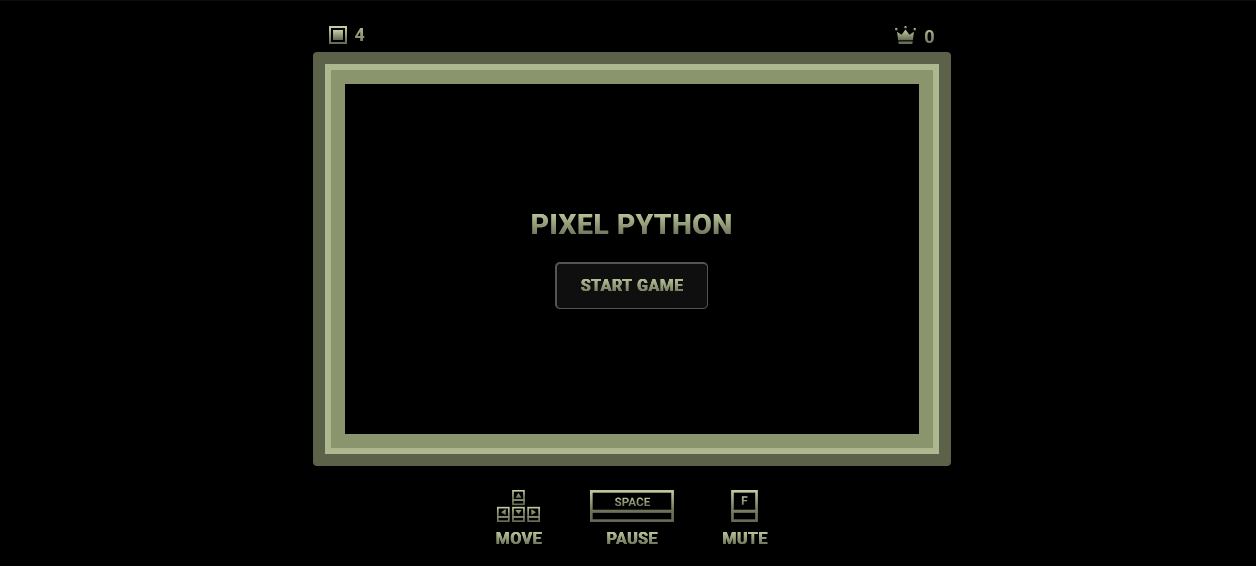 4
0
PIXEL PYTHON
START GAME
SPACE
F
MOVE
PAUSE
MUTE